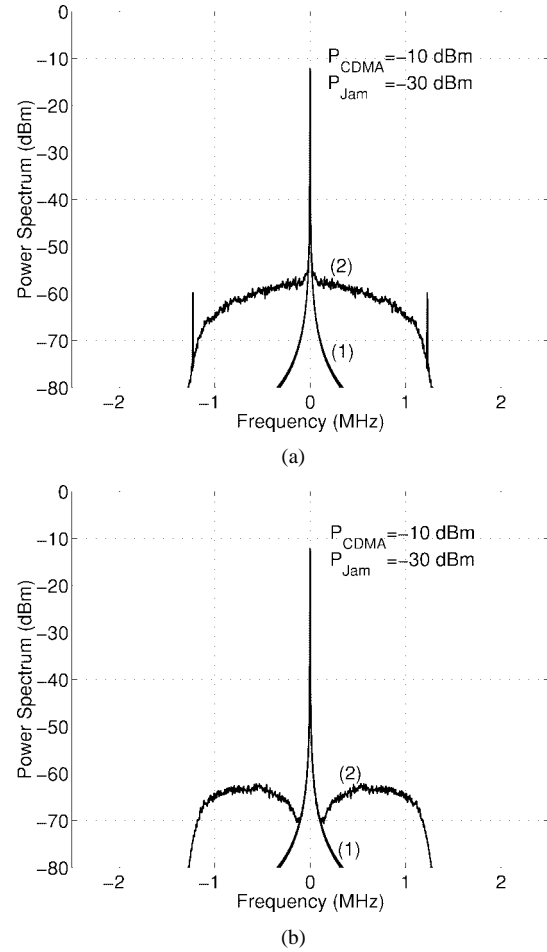 0
P_CDMA=−10 dBm
−10
P_Jam =−30 dBm
−20
−30
−40
−50
(2)
−60
−70
(1)
−80
−2 −1 0 1 2
Power Spectrum (dBm)
Frequency (MHz)
(a)
0
P_CDMA=−10 dBm
−10
P_Jam =−30 dBm
−20
−30
−40
−50
−60
(2)
−70
(1)
−80
−2 −1 0 1 2
Power Spectrum (dBm)
Frequency (MHz)
(b)